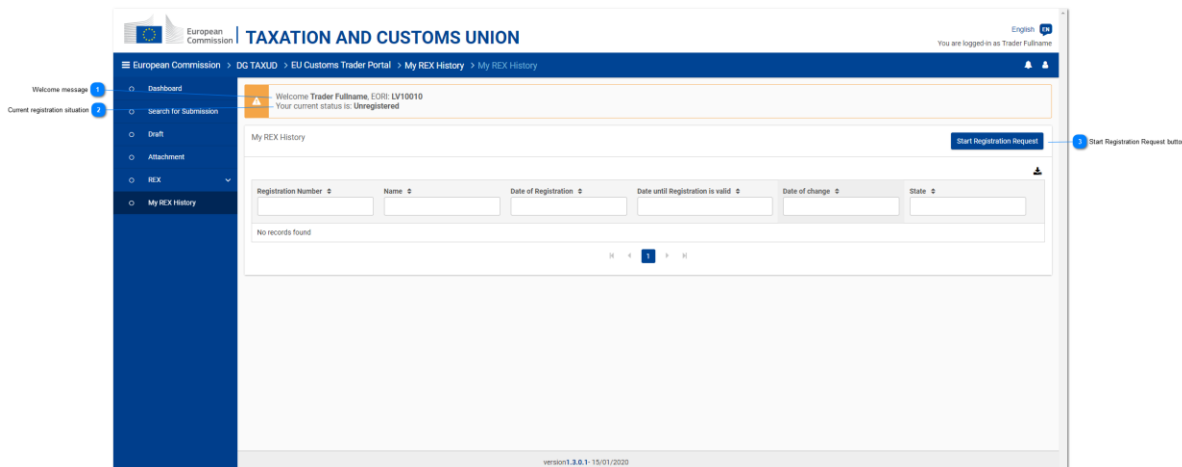 European
Commission
TAXATION AND CUSTOMS UNION
English EN
You are logged-in as Trader Fullname
European Commission > DG TAXUD > EU Customs Trader Portal > My REX History > My REX History
Welcome message 1
Current registration situation 2
Dashboard
Search for Submission
Draft
Attachment
REX
My REX History
Welcome Trader Fullname, EORI: LV10010
Your current status is: Unregistered
My REX History
Start Registration Request
3 Start Registration Request butto
Registration Number Name Date of Registration Date until Registration is valid Date of change State
No records found
1
version1.3.0.1- 15/01/2020